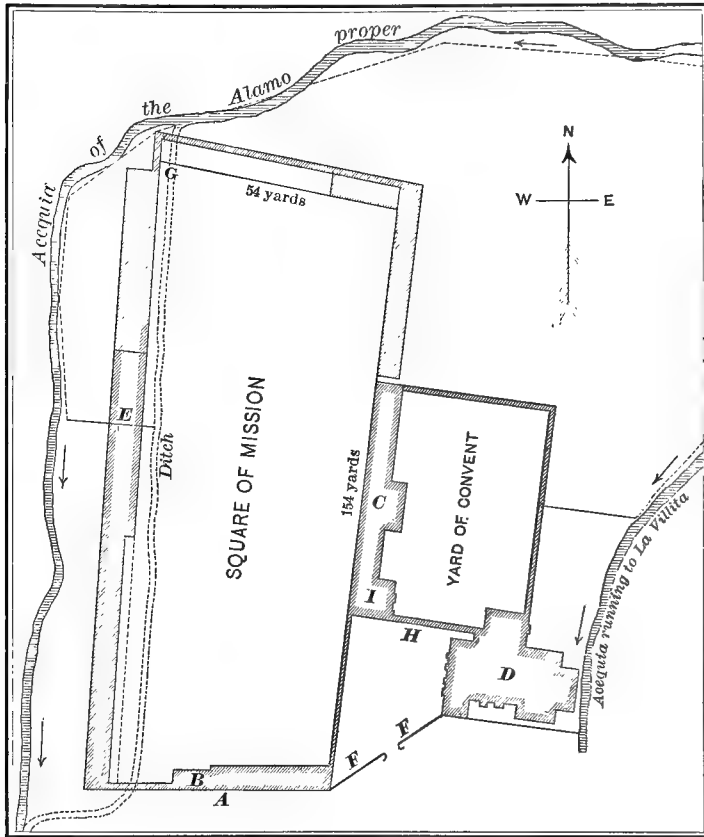 Accquia of the Alamo proper
N
W E
G
54 yards
E
Ditch
SQUARE OF MISSION
154 yards
C
YARD OF CONVENT
I
H
D
Acequia running to La Villita
F F
B
A